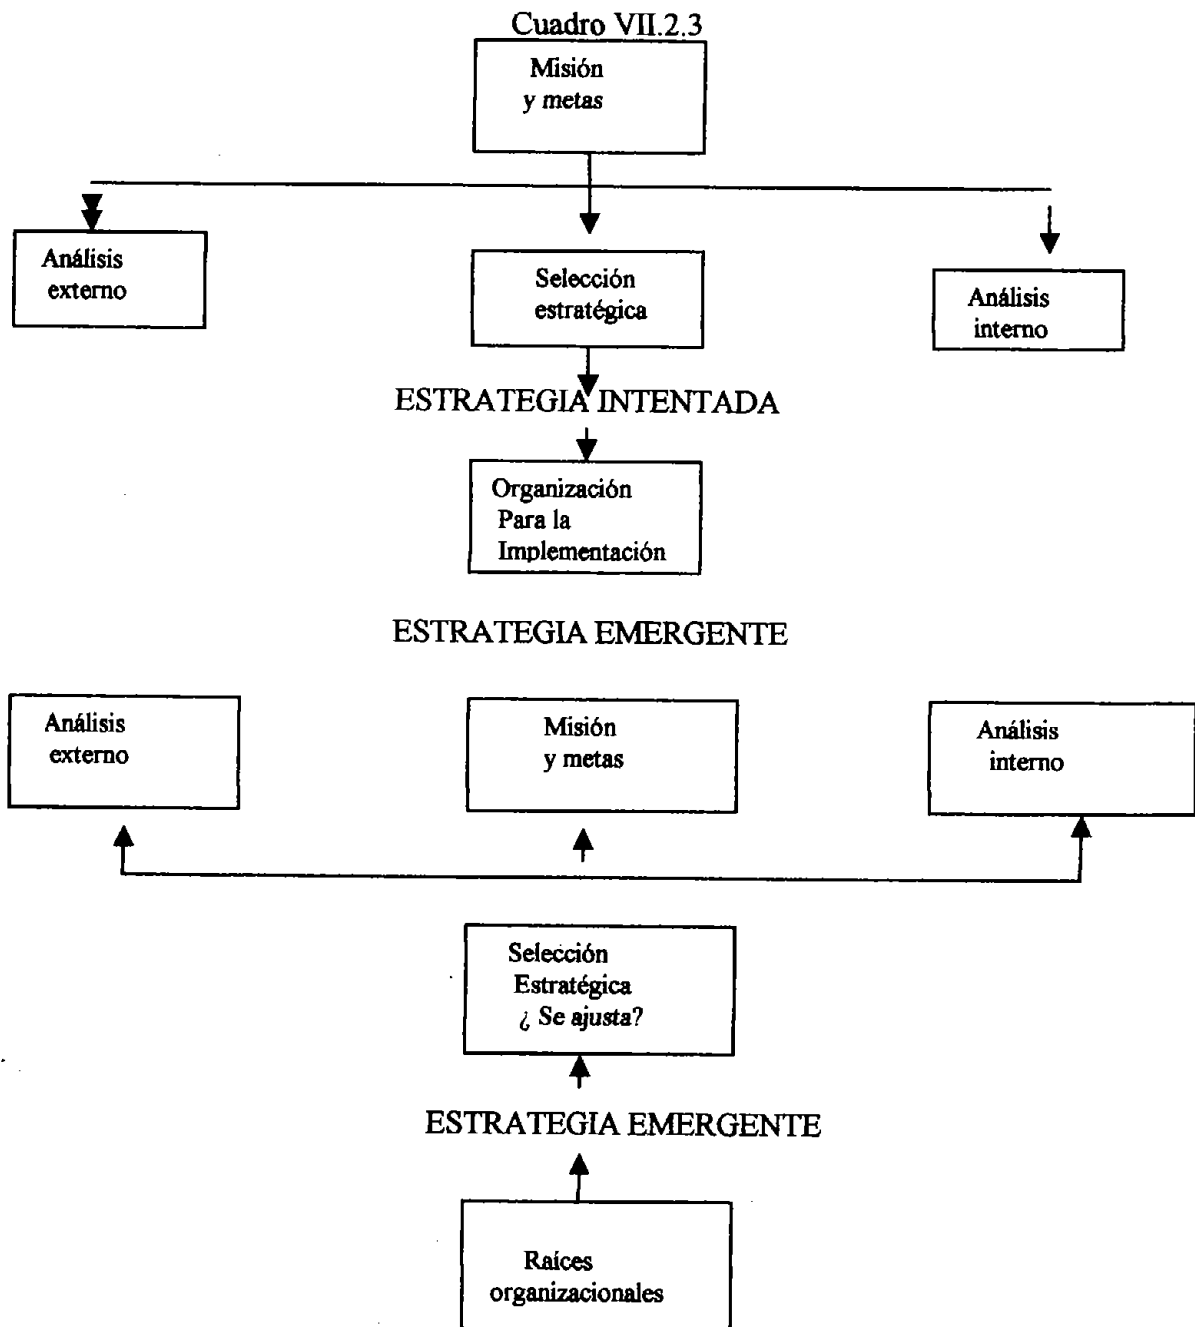 Cuadro VII.2.3
Misión
y metas
Análisis
externo
Selección
estratégica
Análisis
interno
ESTRATEGIA INTENTADA
Organización
Para la
Implementación
ESTRATEGIA EMERGENTE
Análisis
externo
Misión
y metas
Análisis
interno
Selección
Estratégica
¿ Se ajusta?
ESTRATEGIA EMERGENTE
Raíces
organizacionales